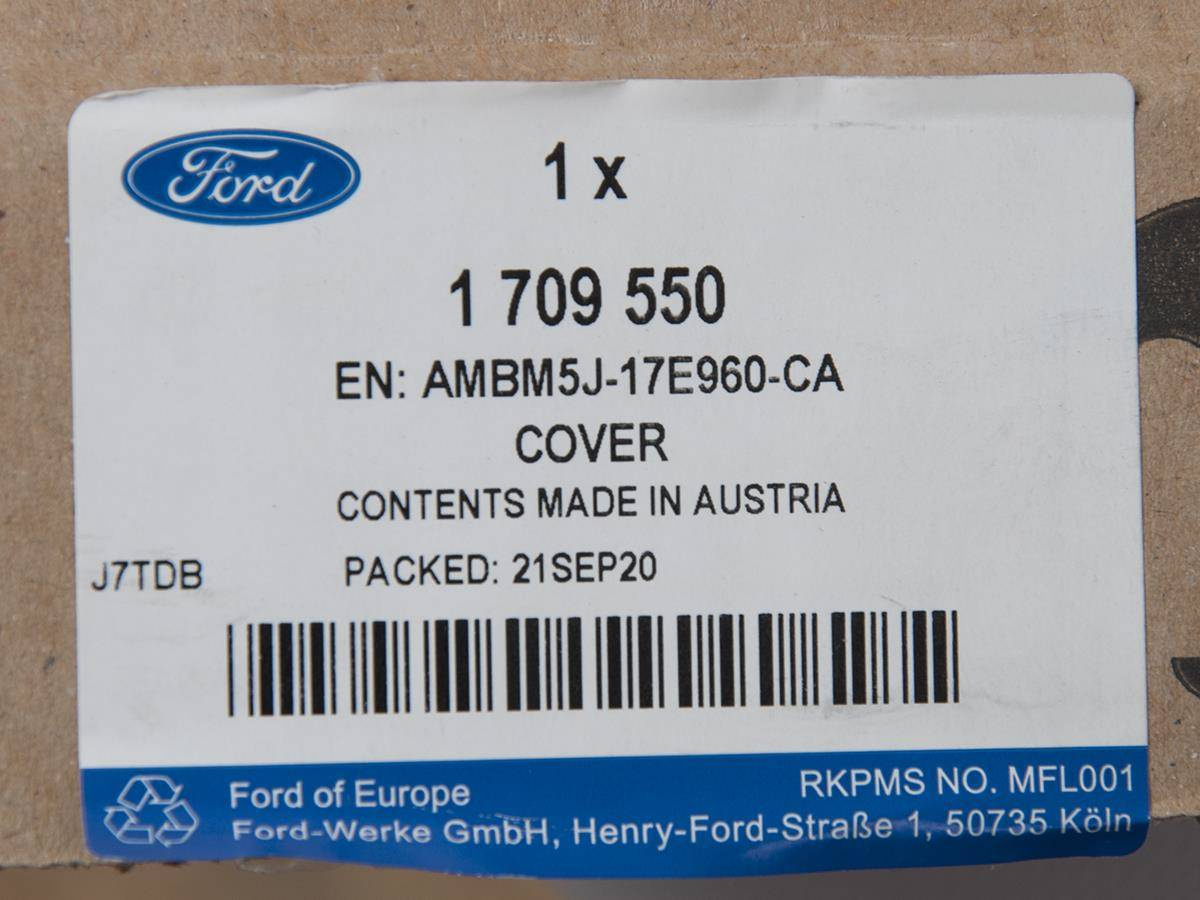 Ford
1 x
1 709 550
EN: AMBM5J-17E960-CA
COVER
CONTENTS MADE IN AUSTRIA
J7TDB PACKED: 21SEP20
Ford of Europe RKPMS NO. MFL001
Ford-Werke GmbH, Henry-Ford-Straße 1, 50735 Köln